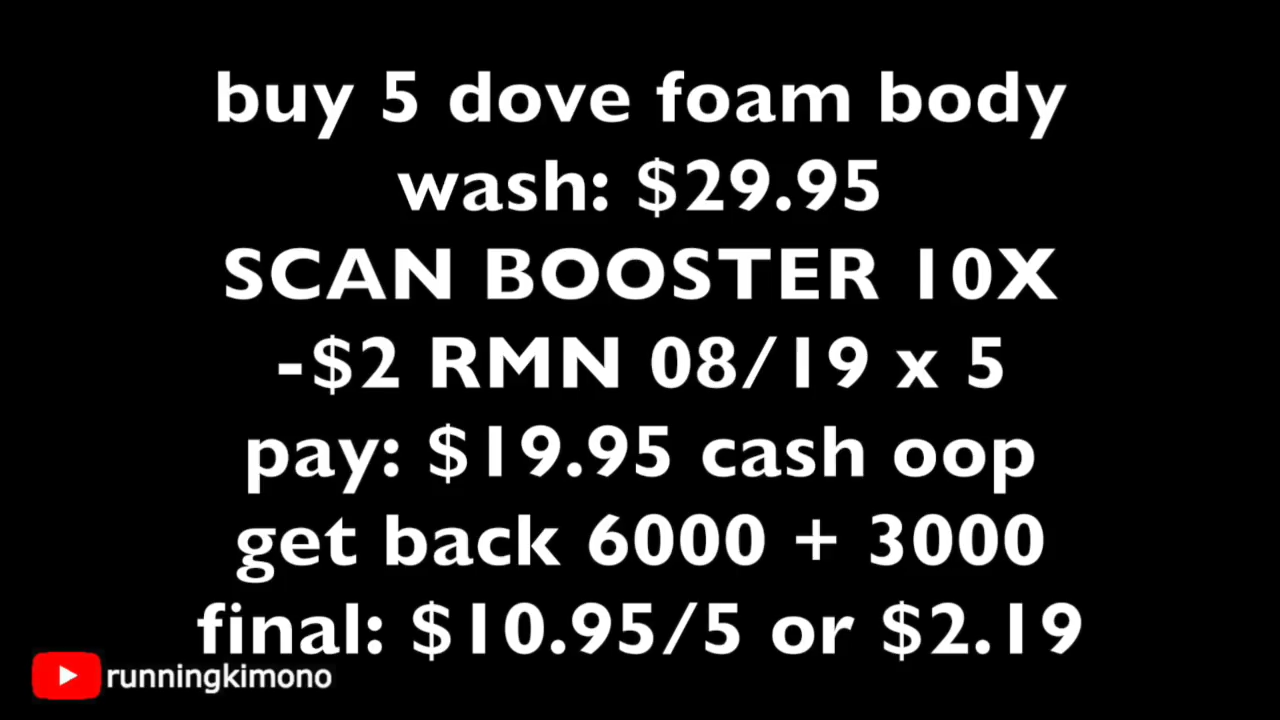 buy 5 dove foam body
wash: $29.95
SCAN BOOSTER 10X
-$2 RMN 08/19 x 5
pay: $19.95 cash oop
get back 6000 + 3000
final: $10.95/5 or $2.19
runningkimono